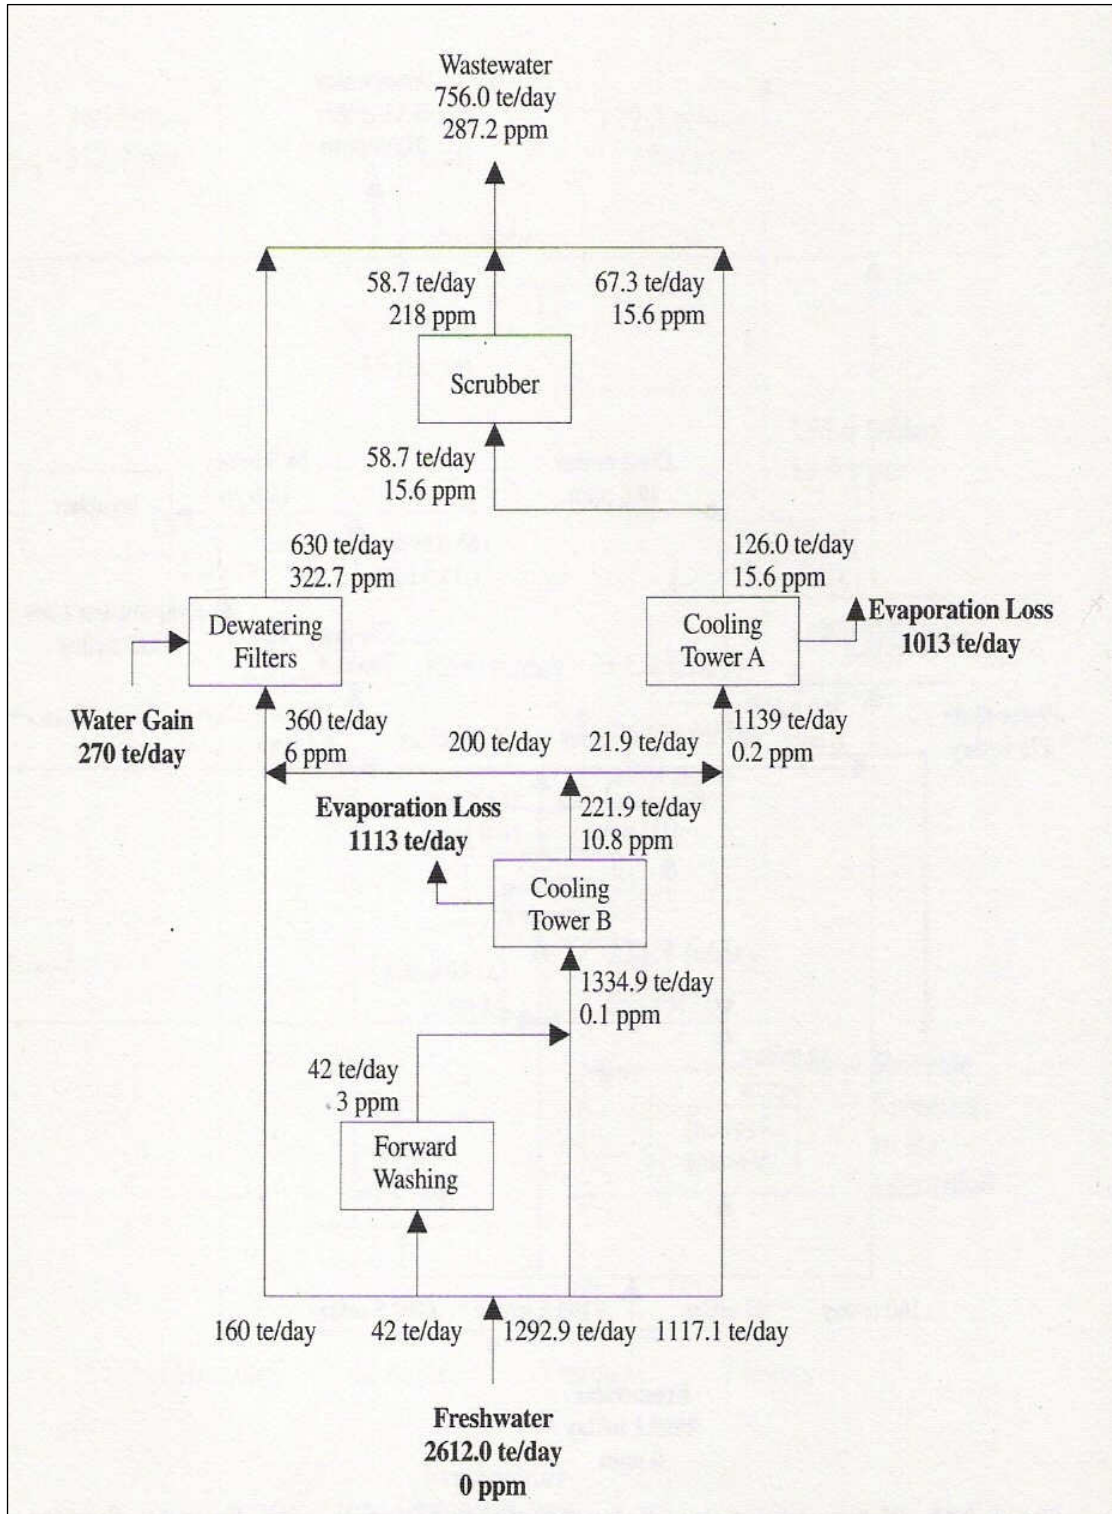 Wastewater
756.0 te/day
287.2 ppm
58.7 te/day
218 ppm
67.3 te/day
15.6 ppm
Scrubber
58.7 te/day
15.6 ppm
630 te/day
322.7 ppm
126.0 te/day
15.6 ppm
Dewatering
Filters
Cooling
Tower A
Evaporation Loss
1013 te/day
Water Gain
270 te/day
360 te/day
6 ppm
200 te/day
21.9 te/day
1139 te/day
0.2 ppm
Evaporation Loss
1113 te/day
221.9 te/day
10.8 ppm
Cooling
Tower B
1334.9 te/day
0.1 ppm
42 te/day
3 ppm
Forward
Washing
160 te/day
42 te/day
1292.9 te/day
1117.1 te/day
Freshwater
2612.0 te/day
0 ppm